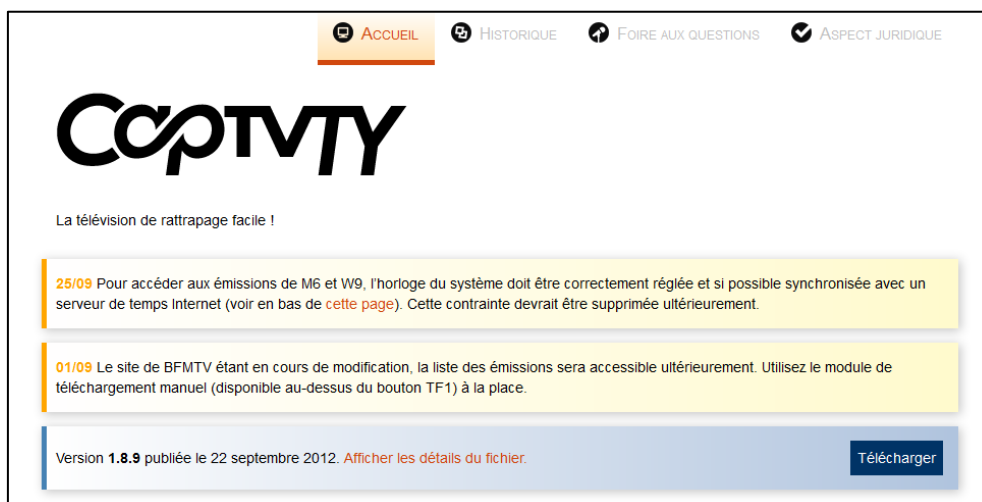 Accueil Historique Foire aux questions Aspect juridique
CAPTVTY
La télévision de rattrapage facile !
25/09 Pour accéder aux émissions de M6 et W9, l'horloge du système doit être correctement réglée et si possible synchronisée avec un
serveur de temps Internet (voir en bas de cette page). Cette contrainte devrait être supprimée ultérieurement.
01/09 Le site de BFMTV étant en cours de modification, la liste des émissions sera accessible ultérieurement. Utilisez le module de
téléchargement manuel (disponible au-dessus du bouton TF1) à la place.
Version 1.8.9 publiée le 22 septembre 2012. Afficher les détails du fichier. Télécharger